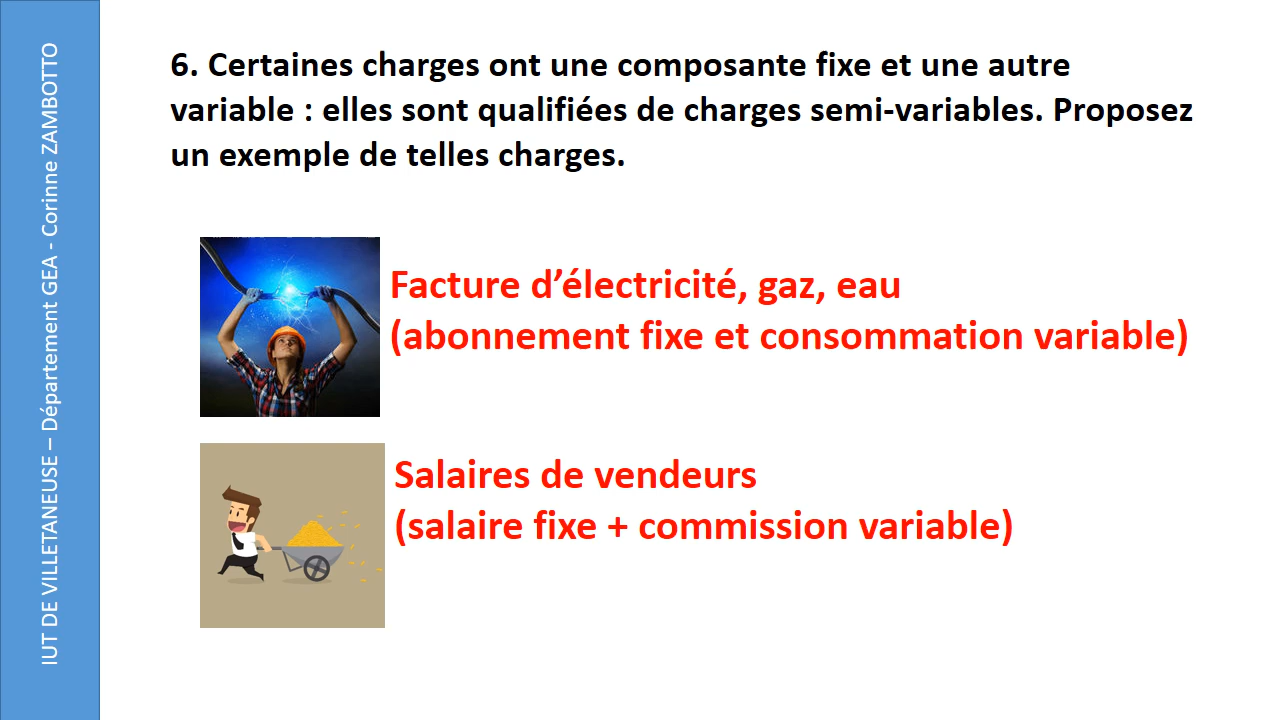 IUT DE VILLETANEUSE – Département GEA - Corinne ZAMBOTTO
6. Certaines charges ont une composante fixe et une autre
variable : elles sont qualifiées de charges semi-variables. Proposez
un exemple de telles charges.
Facture d’électricité, gaz, eau
(abonnement fixe et consommation variable)
Salaires de vendeurs
(salaire fixe + commission variable)